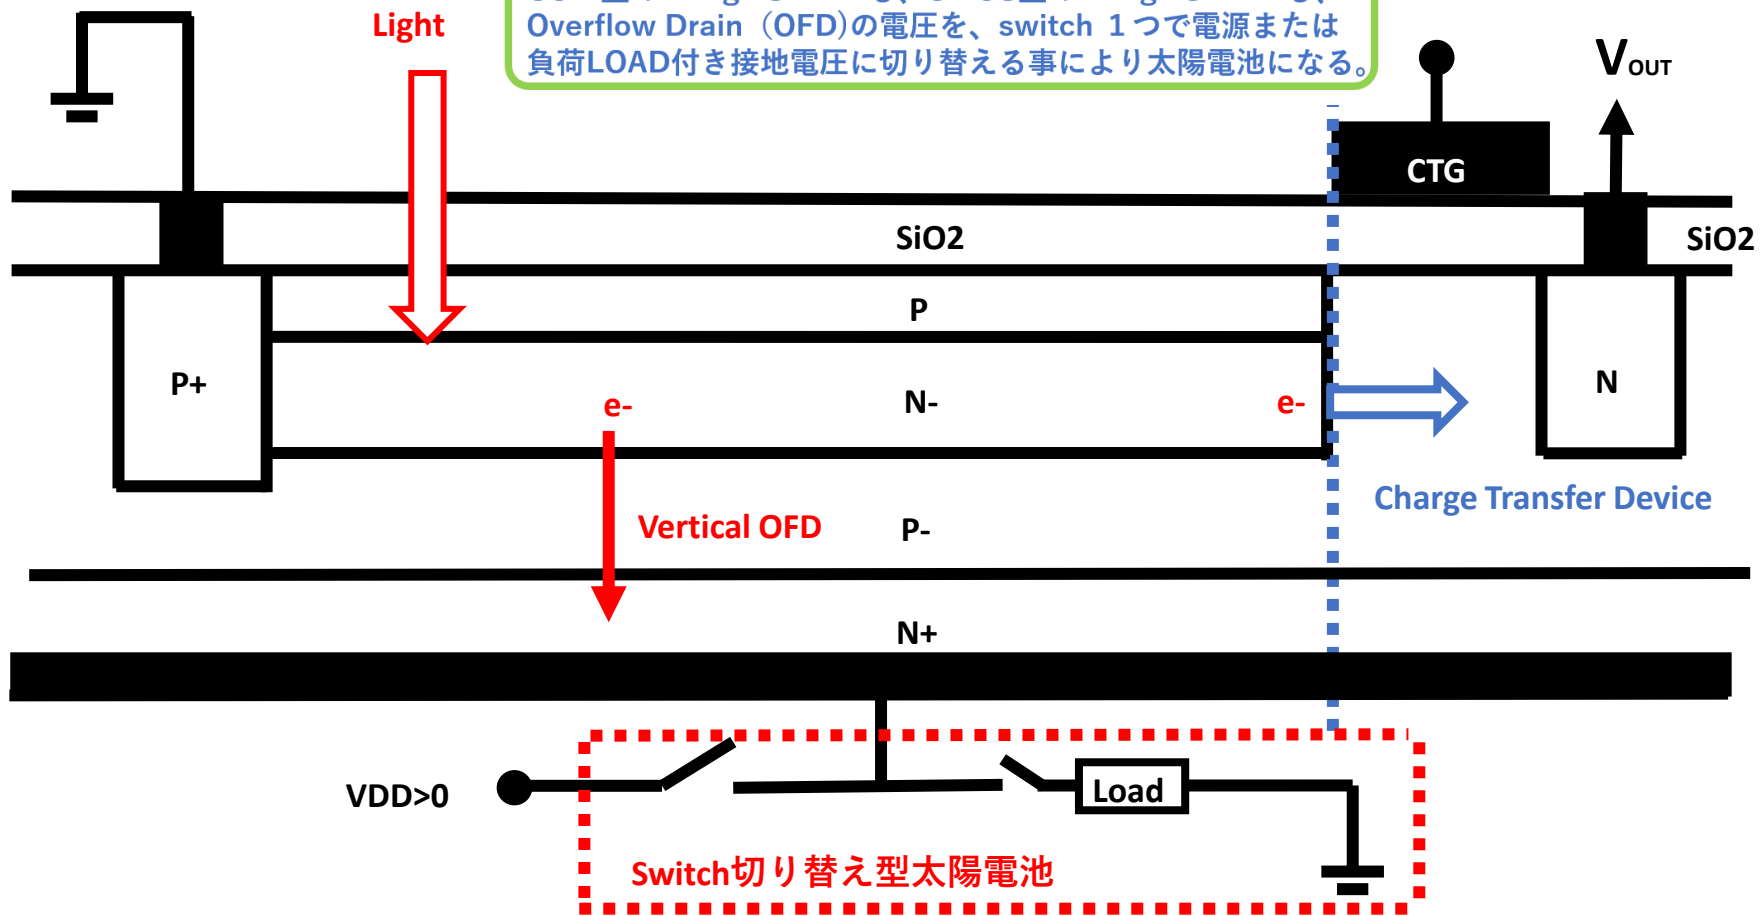 Overflow Drain (OFD)の電圧を、switch 1つで電源または
負荷LOAD付き接地電圧に切り替える事により太陽電池になる。
Light
VOUT
CTG
SiO2
SiO2
P
P+
e-
N-
e-
N
Charge Transfer Device
Vertical OFD
P-
N+
VDD>0
Load
Switch切り替え型太陽電池